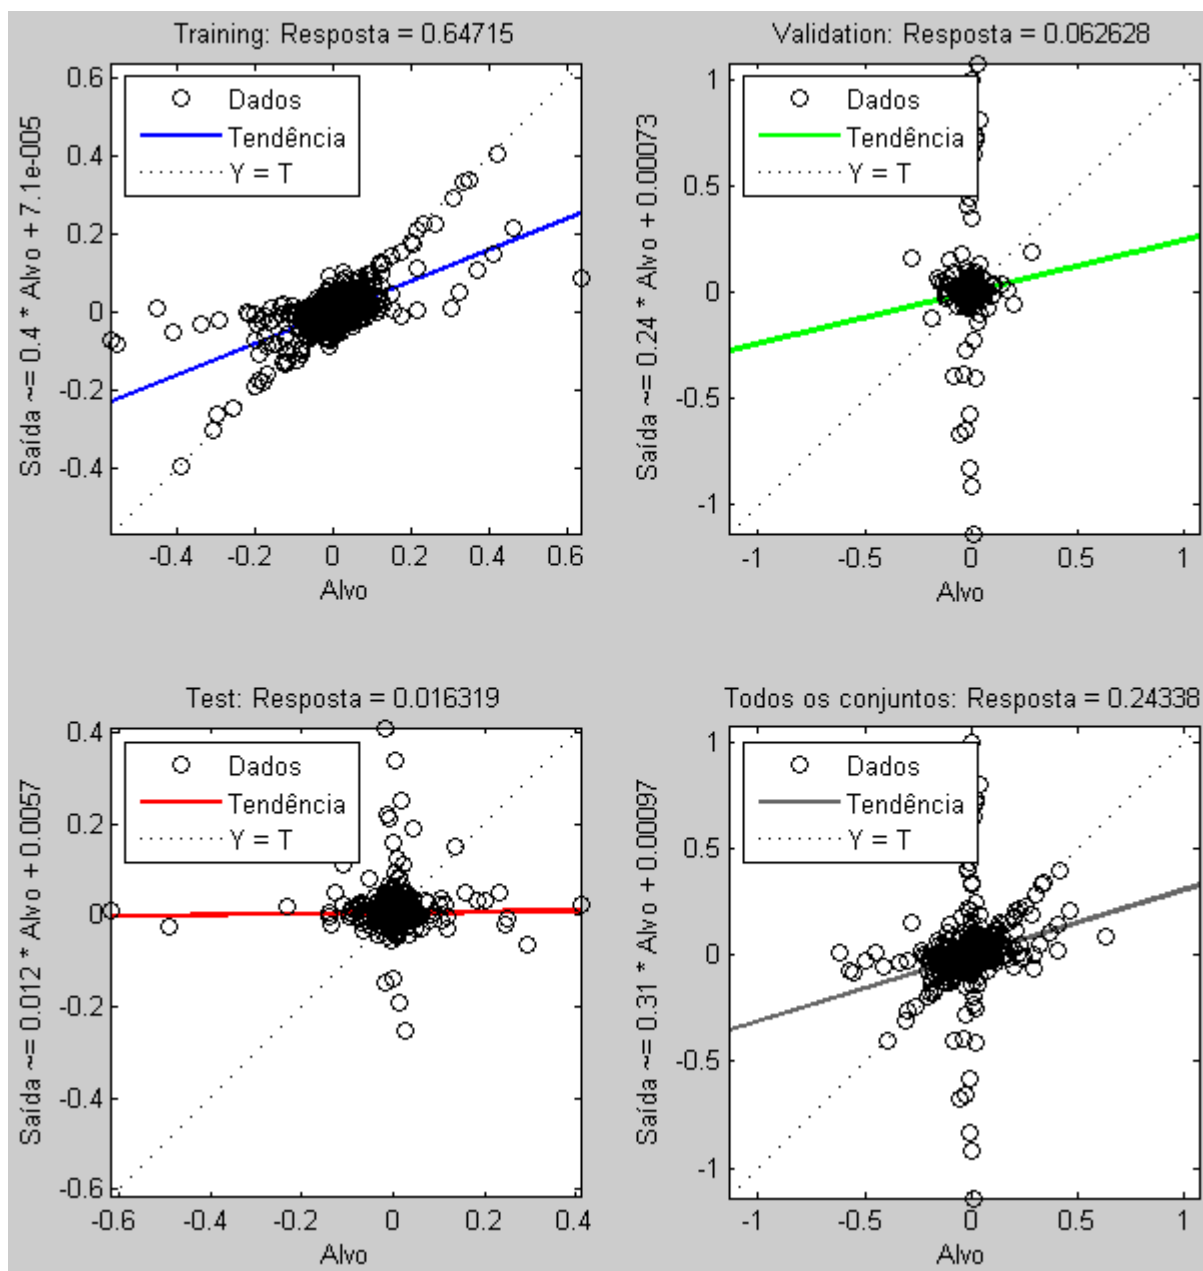 Training: Resposta = 0.64715
Saída ~= 0.4 * Alvo + 7.1e-005
0.6
0.4
0.2
0
-0.2
-0.4
Dados
Tendência
Y = T
-0.4
-0.2
0
0.2
0.4
0.6
Alvo
Validation: Resposta = 0.062628
Saída ~= 0.24 * Alvo + 0.00073
1
0.5
0
-0.5
-1
Dados
Tendência
Y = T
-1
-0.5
0
0.5
1
Alvo
Test: Resposta = 0.016319
Saída ~= 0.012 * Alvo + 0.0057
0.4
0.2
0
-0.2
-0.4
-0.6
Dados
Tendência
Y = T
-0.6
-0.4
-0.2
0
0.2
0.4
Alvo
Todos os conjuntos: Resposta = 0.24338
Saída ~= 0.31 * Alvo + 0.00097
1
0.5
0
-0.5
-1
Dados
Tendência
Y = T
-1
-0.5
0
0.5
1
Alvo